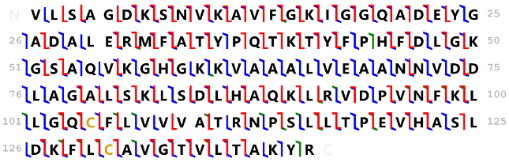 N V L S A G D K S N V K A V F G K I G G Q A D E Y G 25
26 A D A L E R M F A T Y P Q T K T Y F P H F D L G K 50
51 G S A Q V K G H G K K V A A A L V E A A N N V D D 75
76 L A G A L S K L S D L H A Q K L R V D P V N F K L 100
101 L G Q C F L V V V A T R N P S L L T P E V H A S L 125
126 D K F L C A V G T V L T A K Y R C